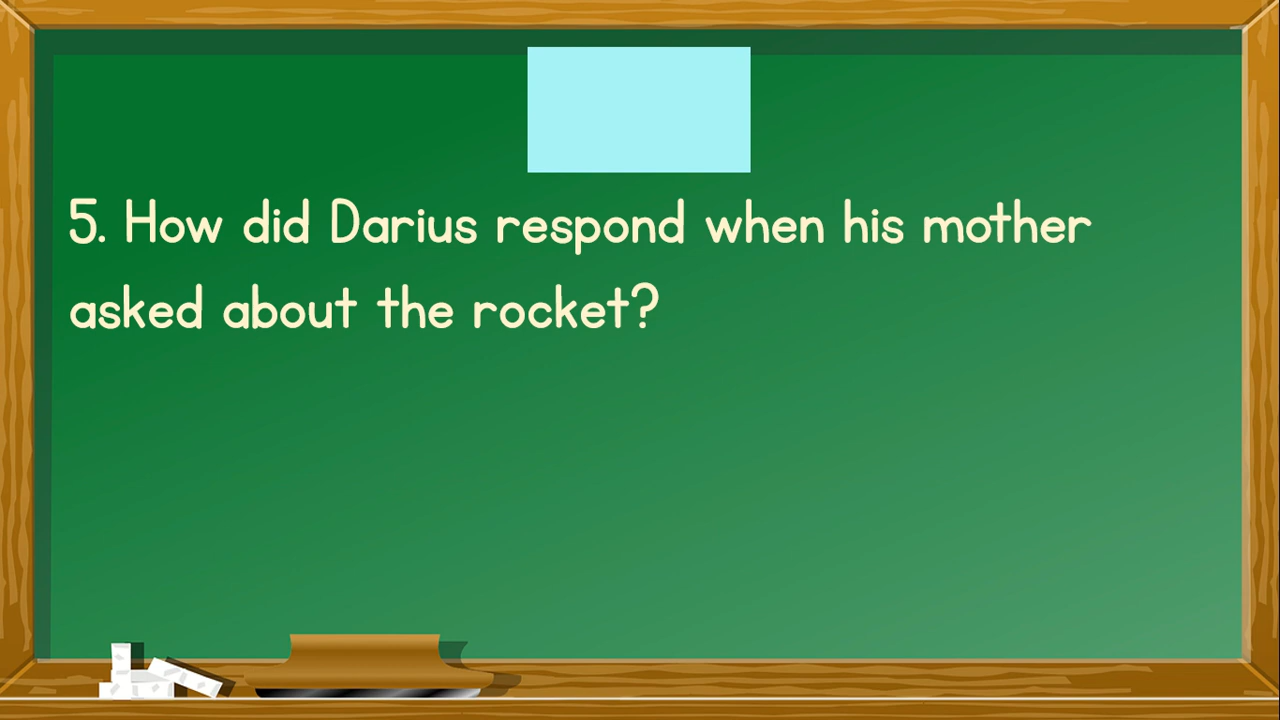 5. How did Darius respond when his mother
asked about the rocket?